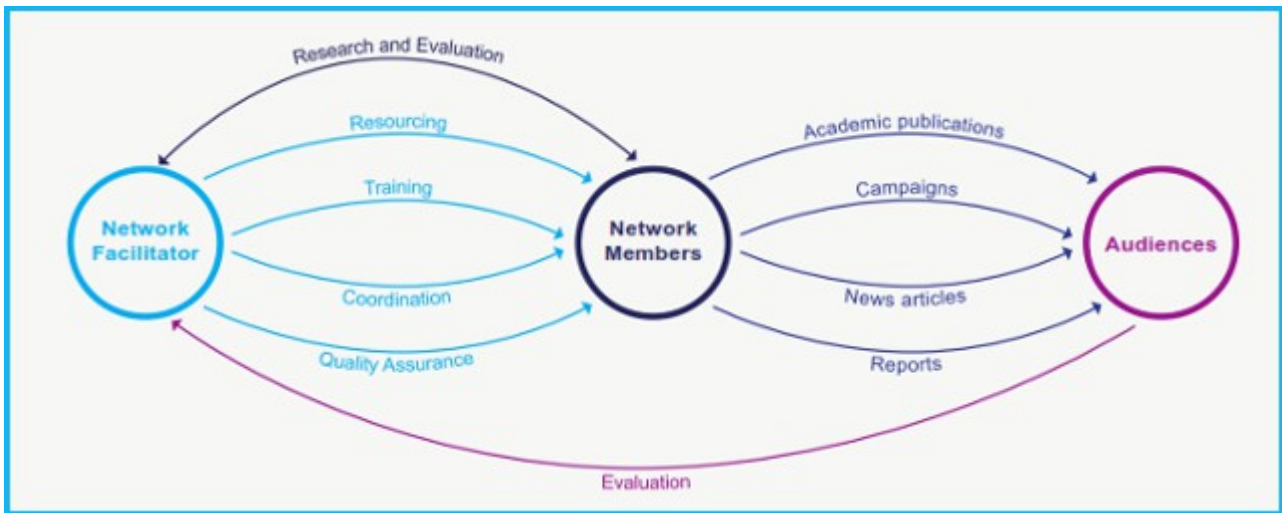 Research and Evaluation
Resourcing
Academic publications
Training
Campaigns
Network
Facilitator
Network
Members
Audiences
Coordination
News articles
Quality Assurance
Reports
Evaluation